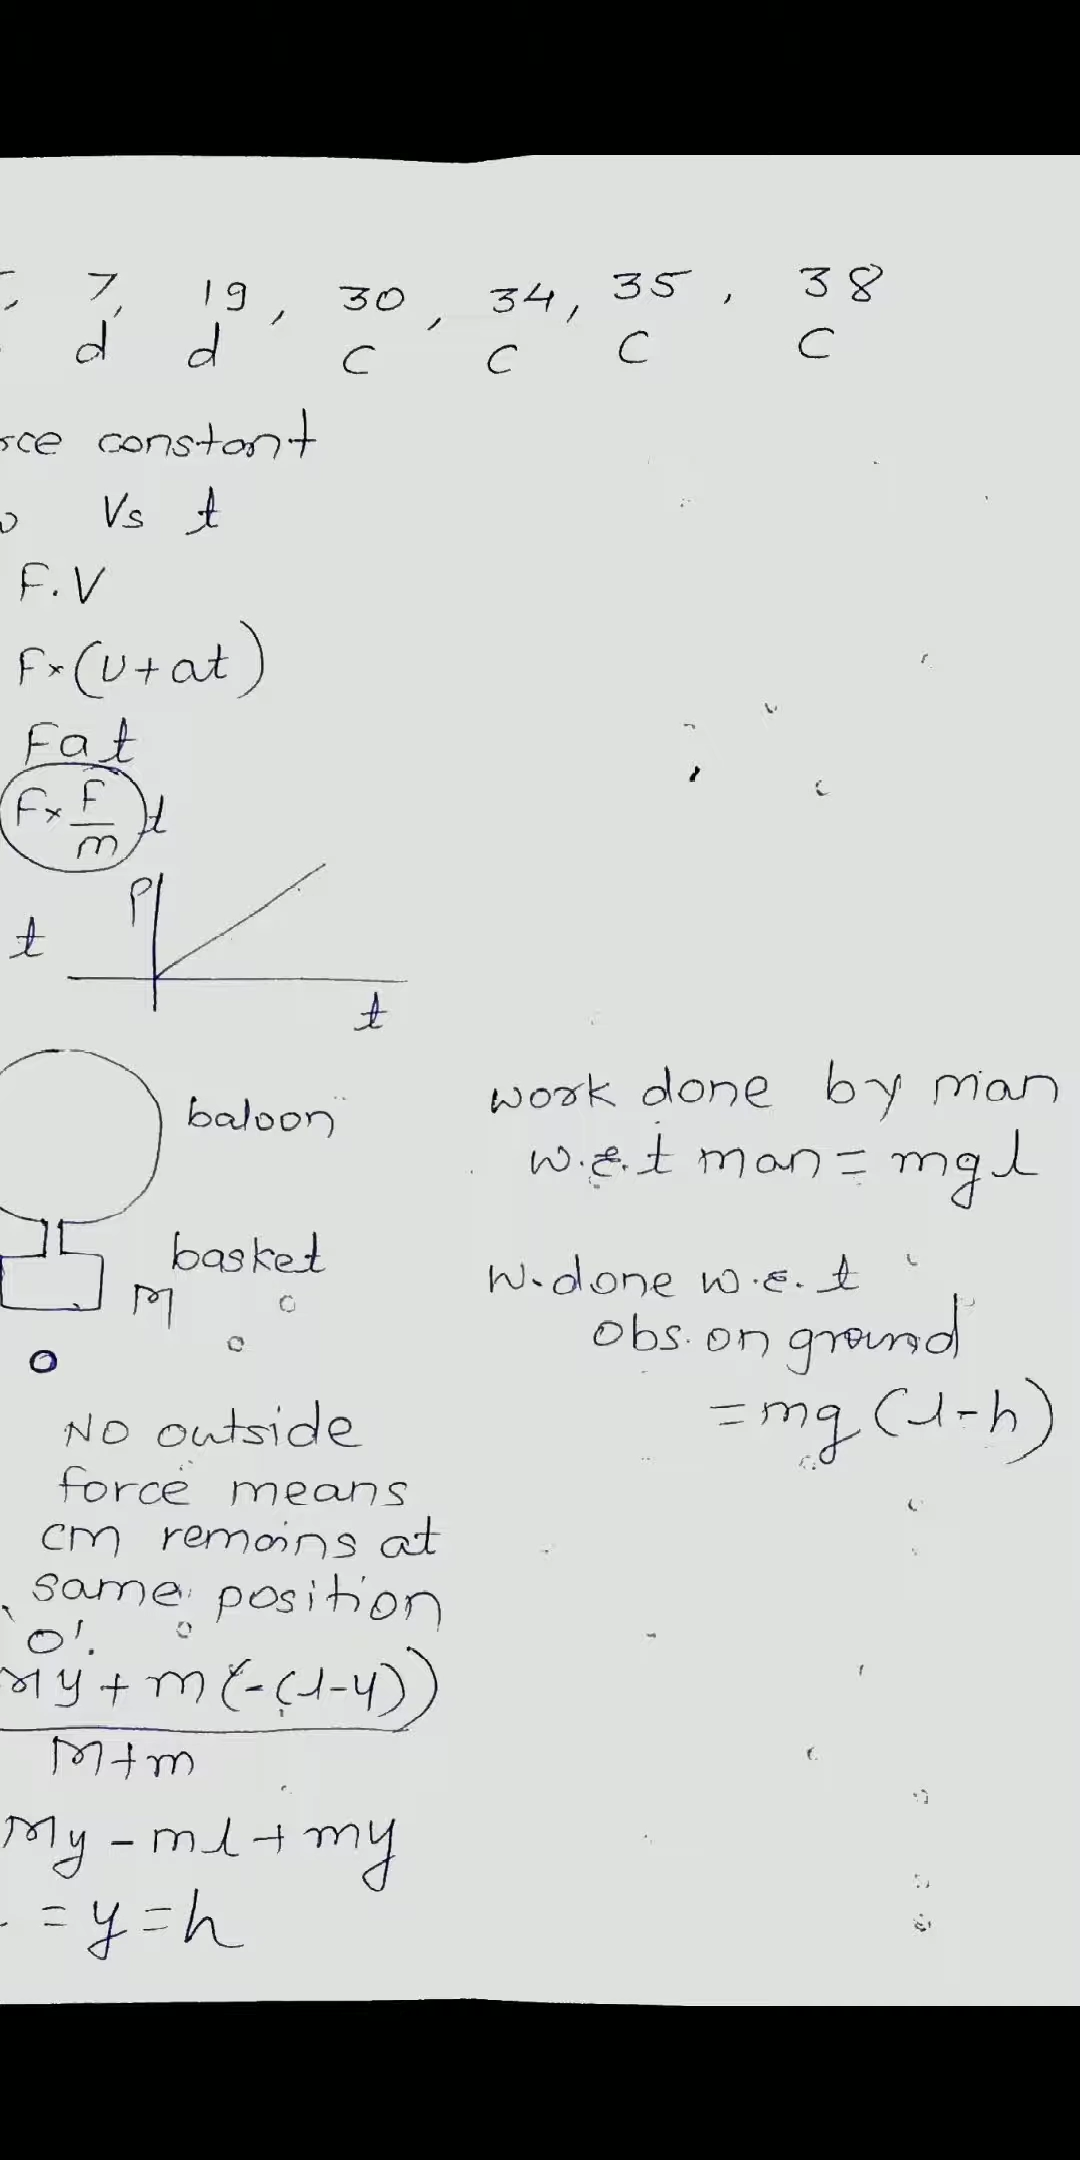 7, 19, 30, 34, 35, 38
d d C C C C
rce constant
Vs t
F.V
F×(u+at)
Fat
F×F/m t
P
t
t
baloon
basket
M
O
work done by man
w.r.t man = mgl
W.done w.r.t
obs. on ground
= mg (l-h)
NO outside
force means
CM remains at
same position
O'.
My + m(-(l-y))
M+m
My - ml + my
= y = h